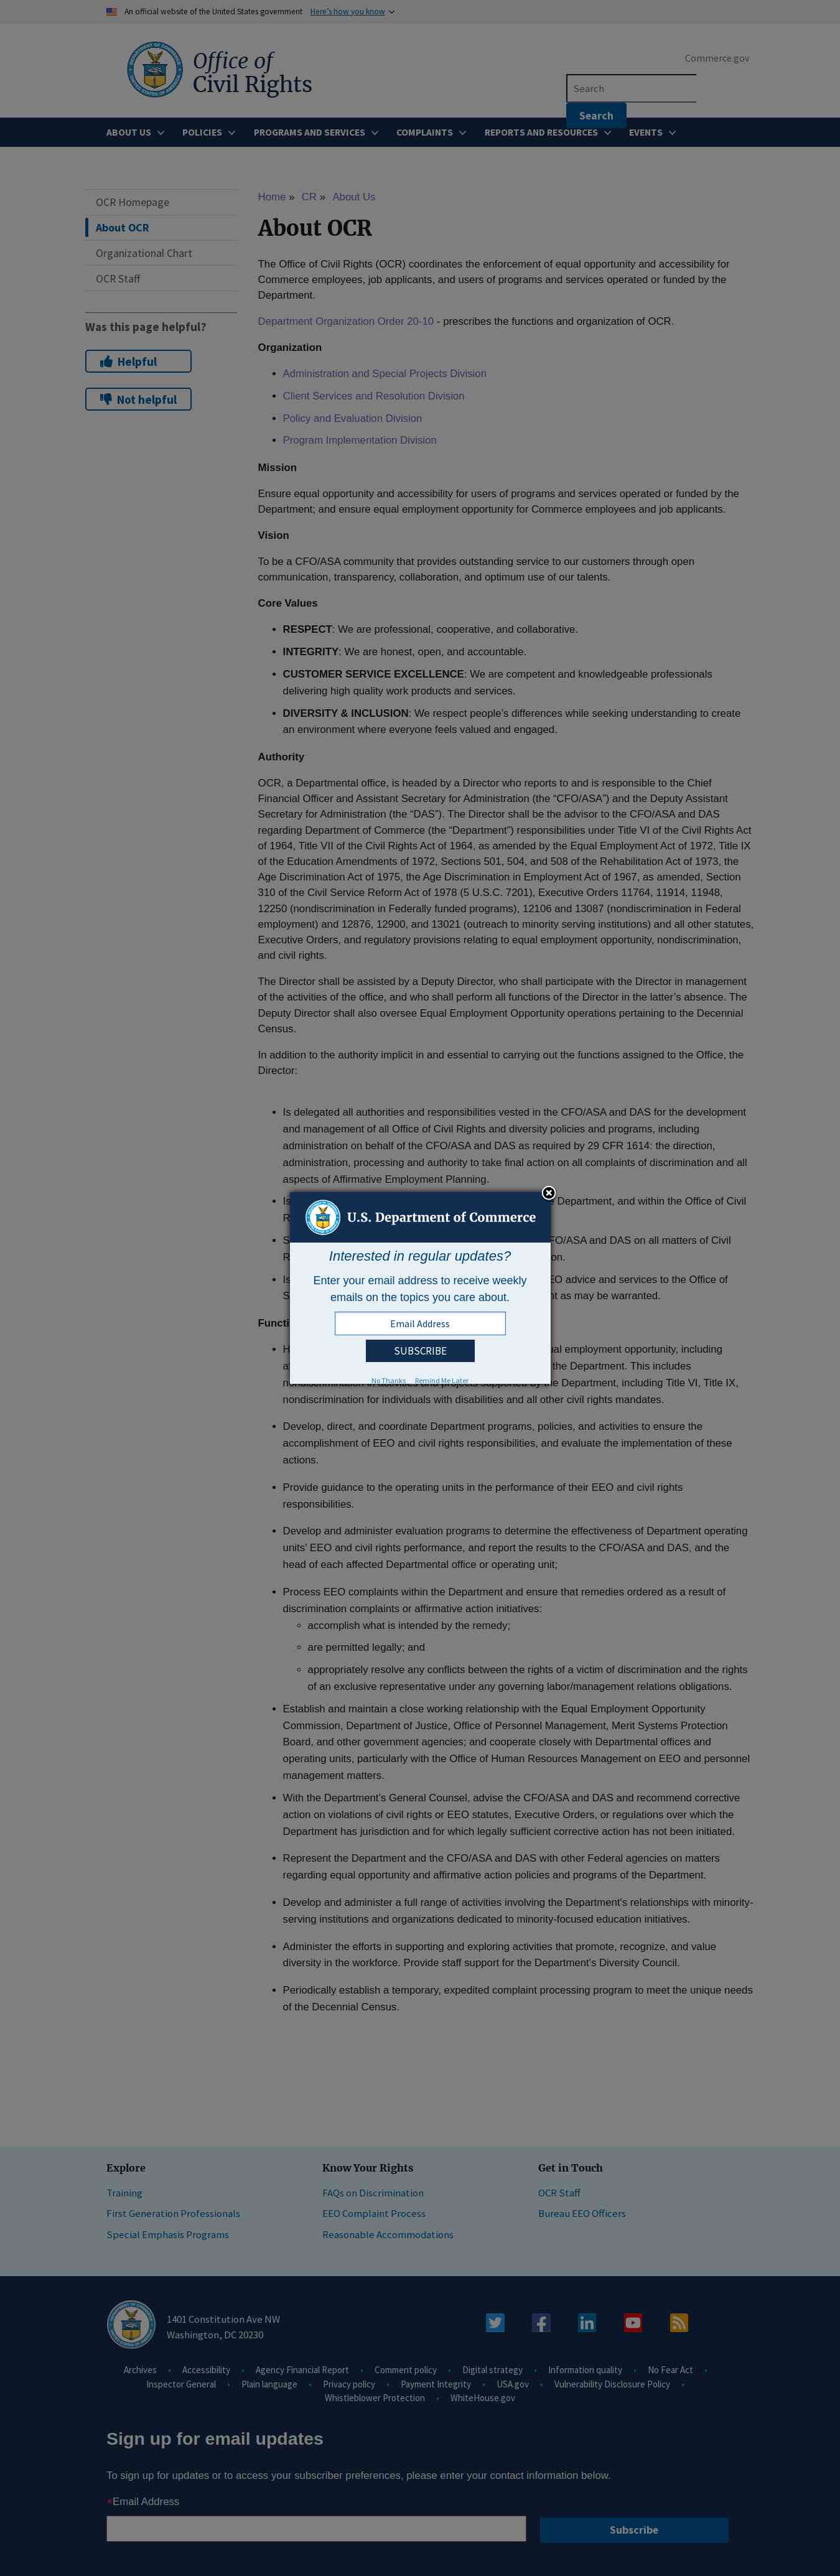 An official website of the United States government Here's how you know
Office of
Civil Rights
Commerce.gov
Search
Search
ABOUT US POLICIES PROGRAMS AND SERVICES COMPLAINTS REPORTS AND RESOURCES EVENTS
OCR Homepage
About OCR
Organizational Chart
OCR Staff
Was this page helpful?
Helpful
Not helpful
Home » CR » About Us
About OCR
The Office of Civil Rights (OCR) coordinates the enforcement of equal opportunity and accessibility for
Commerce employees, job applicants, and users of programs and services operated or funded by the
Department.
Department Organization Order 20-10 - prescribes the functions and organization of OCR.
Organization
• Administration and Special Projects Division
• Client Services and Resolution Division
• Policy and Evaluation Division
• Program Implementation Division
Mission
Ensure equal opportunity and accessibility for users of programs and services operated or funded by the
Department; and ensure equal employment opportunity for Commerce employees and job applicants.
Vision
To be a CFO/ASA community that provides outstanding service to our customers through open
communication, transparency, collaboration, and optimum use of our talents.
Core Values
• RESPECT: We are professional, cooperative, and collaborative.
• INTEGRITY: We are honest, open, and accountable.
• CUSTOMER SERVICE EXCELLENCE: We are competent and knowledgeable professionals
delivering high quality work products and services.
• DIVERSITY & INCLUSION: We respect people's differences while seeking understanding to create
an environment where everyone feels valued and engaged.
Authority
OCR, a Departmental office, is headed by a Director who reports to and is responsible to the Chief
Financial Officer and Assistant Secretary for Administration (the “CFO/ASA”) and the Deputy Assistant
Secretary for Administration (the “DAS”). The Director shall be the advisor to the CFO/ASA and DAS
regarding Department of Commerce (the “Department”) responsibilities under Title VI of the Civil Rights Act
of 1964, Title VII of the Civil Rights Act of 1964, as amended by the Equal Employment Act of 1972, Title IX
of the Education Amendments of 1972, Sections 501, 504, and 508 of the Rehabilitation Act of 1973, the
Age Discrimination Act of 1975, the Age Discrimination in Employment Act of 1967, as amended, Section
310 of the Civil Service Reform Act of 1978 (5 U.S.C. 7201), Executive Orders 11764, 11914, 11948,
12250 (nondiscrimination in Federally funded programs), 12106 and 13087 (nondiscrimination in Federal
employment) and 12876, 12900, and 13021 (outreach to minority serving institutions) and all other statutes,
Executive Orders, and regulatory provisions relating to equal employment opportunity, nondiscrimination,
and civil rights.
The Director shall be assisted by a Deputy Director, who shall participate with the Director in management
of the activities of the office, and who shall perform all functions of the Director in the latter's absence. The
Deputy Director shall also oversee Equal Employment Opportunity operations pertaining to the Decennial
Census.
In addition to the authority implicit in and essential to carrying out the functions assigned to the Office, the
Director:
• Is delegated all authorities and responsibilities vested in the CFO/ASA and DAS for the development
and management of all Office of Civil Rights and diversity policies and programs, including
administration on behalf of the CFO/ASA and DAS as required by 29 CFR 1614: the direction,
administration, processing and authority to take final action on all complaints of discrimination and all
aspects of Affirmative Employment Planning.
Department, and within the Office of Civil
CFO/ASA and DAS on all matters of Civil
EEO advice and services to the Office of
as may be warranted.
U.S. Department of Commerce
Interested in regular updates?
Enter your email address to receive weekly
emails on the topics you care about.
Email Address
SUBSCRIBE
No Thanks Remind Me Later
equal employment opportunity, including
the Department. This includes
nondiscrimination in activities and projects supported by the Department, including Title VI, Title IX,
nondiscrimination for individuals with disabilities and all other civil rights mandates.
• Develop, direct, and coordinate Department programs, policies, and activities to ensure the
accomplishment of EEO and civil rights responsibilities, and evaluate the implementation of these
actions.
• Provide guidance to the operating units in the performance of their EEO and civil rights
responsibilities.
• Develop and administer evaluation programs to determine the effectiveness of Department operating
units' EEO and civil rights performance, and report the results to the CFO/ASA and DAS, and the
head of each affected Departmental office or operating unit;
• Process EEO complaints within the Department and ensure that remedies ordered as a result of
discrimination complaints or affirmative action initiatives:
◦ accomplish what is intended by the remedy;
◦ are permitted legally; and
◦ appropriately resolve any conflicts between the rights of a victim of discrimination and the rights
of an exclusive representative under any governing labor/management relations obligations.
• Establish and maintain a close working relationship with the Equal Employment Opportunity
Commission, Department of Justice, Office of Personnel Management, Merit Systems Protection
Board, and other government agencies; and cooperate closely with Departmental offices and
operating units, particularly with the Office of Human Resources Management on EEO and personnel
management matters.
• With the Department's General Counsel, advise the CFO/ASA and DAS and recommend corrective
action on violations of civil rights or EEO statutes, Executive Orders, or regulations over which the
Department has jurisdiction and for which legally sufficient corrective action has not been initiated.
• Represent the Department and the CFO/ASA and DAS with other Federal agencies on matters
regarding equal opportunity and affirmative action policies and programs of the Department.
• Develop and administer a full range of activities involving the Department's relationships with minority-
serving institutions and organizations dedicated to minority-focused education initiatives.
• Administer the efforts in supporting and exploring activities that promote, recognize, and value
diversity in the workforce. Provide staff support for the Department's Diversity Council.
• Periodically establish a temporary, expedited complaint processing program to meet the unique needs
of the Decennial Census.
Explore
Training
First Generation Professionals
Special Emphasis Programs
Know Your Rights
FAQs on Discrimination
EEO Complaint Process
Reasonable Accommodations
Get in Touch
OCR Staff
Bureau EEO Officers
1401 Constitution Ave NW
Washington, DC 20230
Archives • Accessibility • Agency Financial Report • Comment policy • Digital strategy • Information quality • No Fear Act •
Inspector General • Plain language • Privacy policy • Payment Integrity • USA.gov • Vulnerability Disclosure Policy •
Whistleblower Protection • WhiteHouse.gov
Sign up for email updates
To sign up for updates or to access your subscriber preferences, please enter your contact information below.
*Email Address
Subscribe